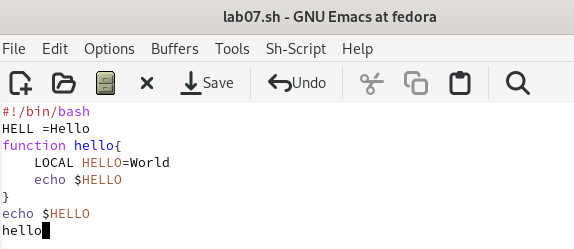 lab07.sh - GNU Emacs at fedora
File Edit Options Buffers Tools Sh-Script Help
Save Undo
#!/bin/bash
HELL =Hello
function hello{
    LOCAL HELLO=World
    echo $HELLO
}
echo $HELLO
hello